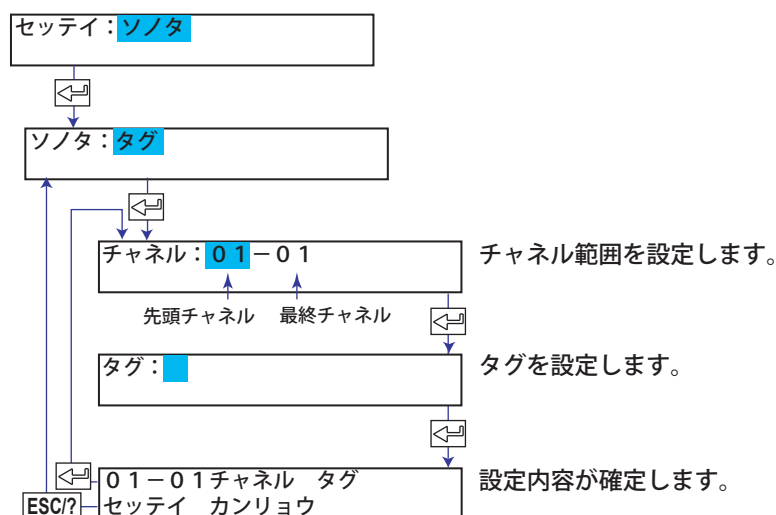 セッテイ：ソノタ
ソノタ：タグ
チャネル：０１－０１
チャネル範囲を設定します。
先頭チャネル 最終チャネル
タグ：
タグを設定します。
０１－０１チャネル　タグ
設定内容が確定します。
ESC/?
セッテイ　カンリョウ